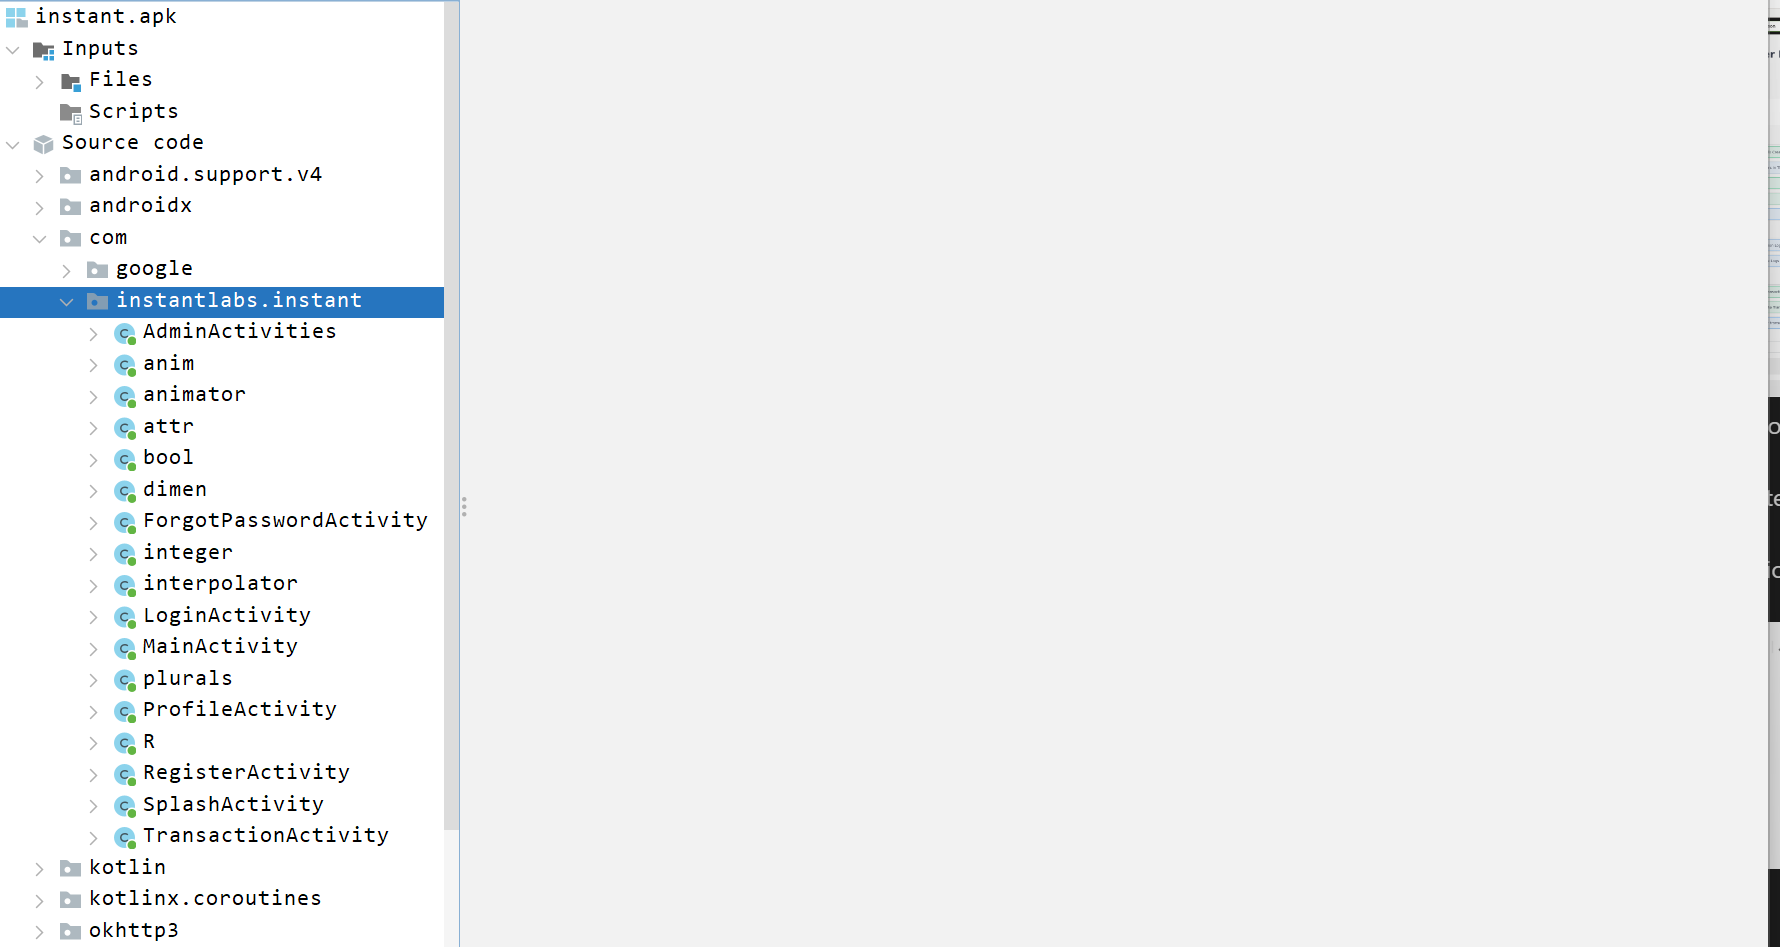 instant.apk
Inputs
Files
Scripts
Source code
android.support.v4
androidx
com
google
instantlabs.instant
AdminActivities
anim
animator
attr
bool
dimen
ForgotPasswordActivity
integer
interpolator
LoginActivity
MainActivity
plurals
ProfileActivity
R
RegisterActivity
SplashActivity
TransactionActivity
kotlin
kotlinx.coroutines
okhttp3